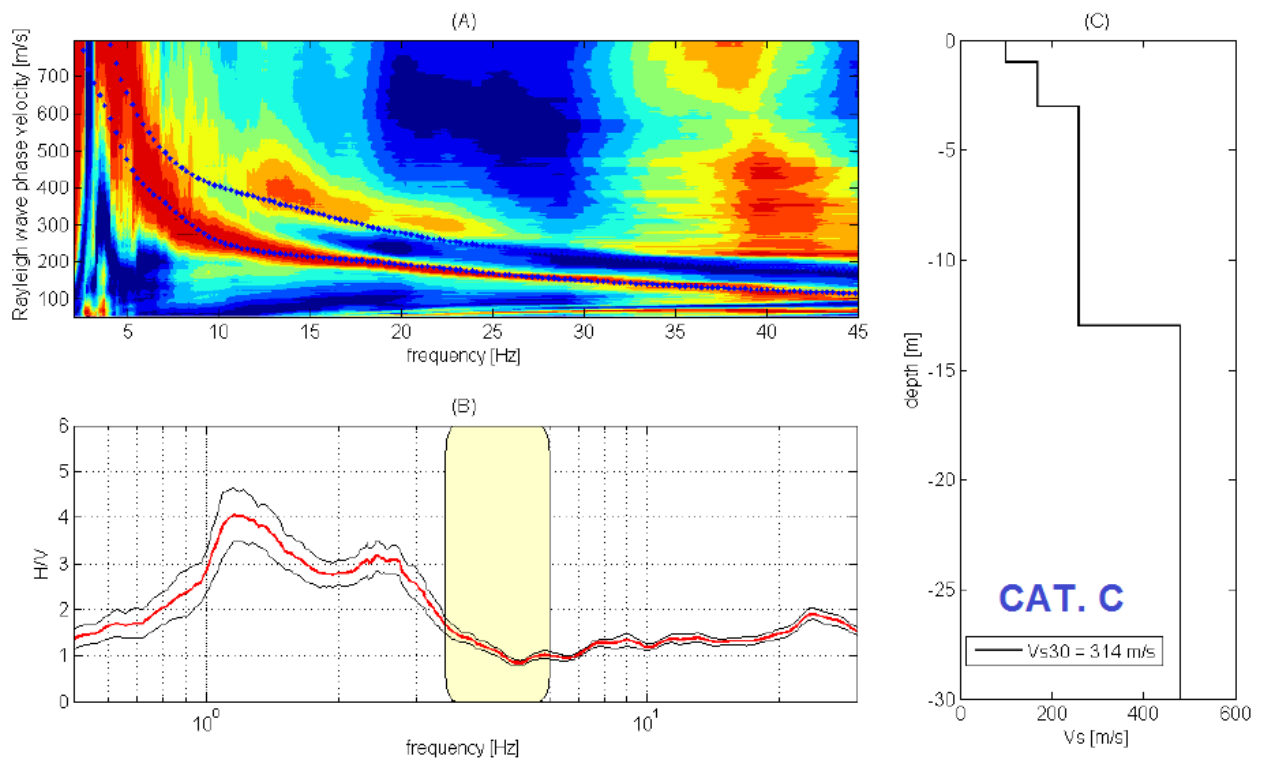 (A)
Rayleigh wave phase velocity [m/s]
700
600
500
400
300
200
100
5 10 15 20 25 30 35 40 45
frequency [Hz]
(B)
H/V
6
5
4
3
2
1
0
10^0 10^1
frequency [Hz]
(C)
depth [m]
0
-5
-10
-15
-20
-25
-30
CAT. C
Vs30 = 314 m/s
0 200 400 600
Vs [m/s]